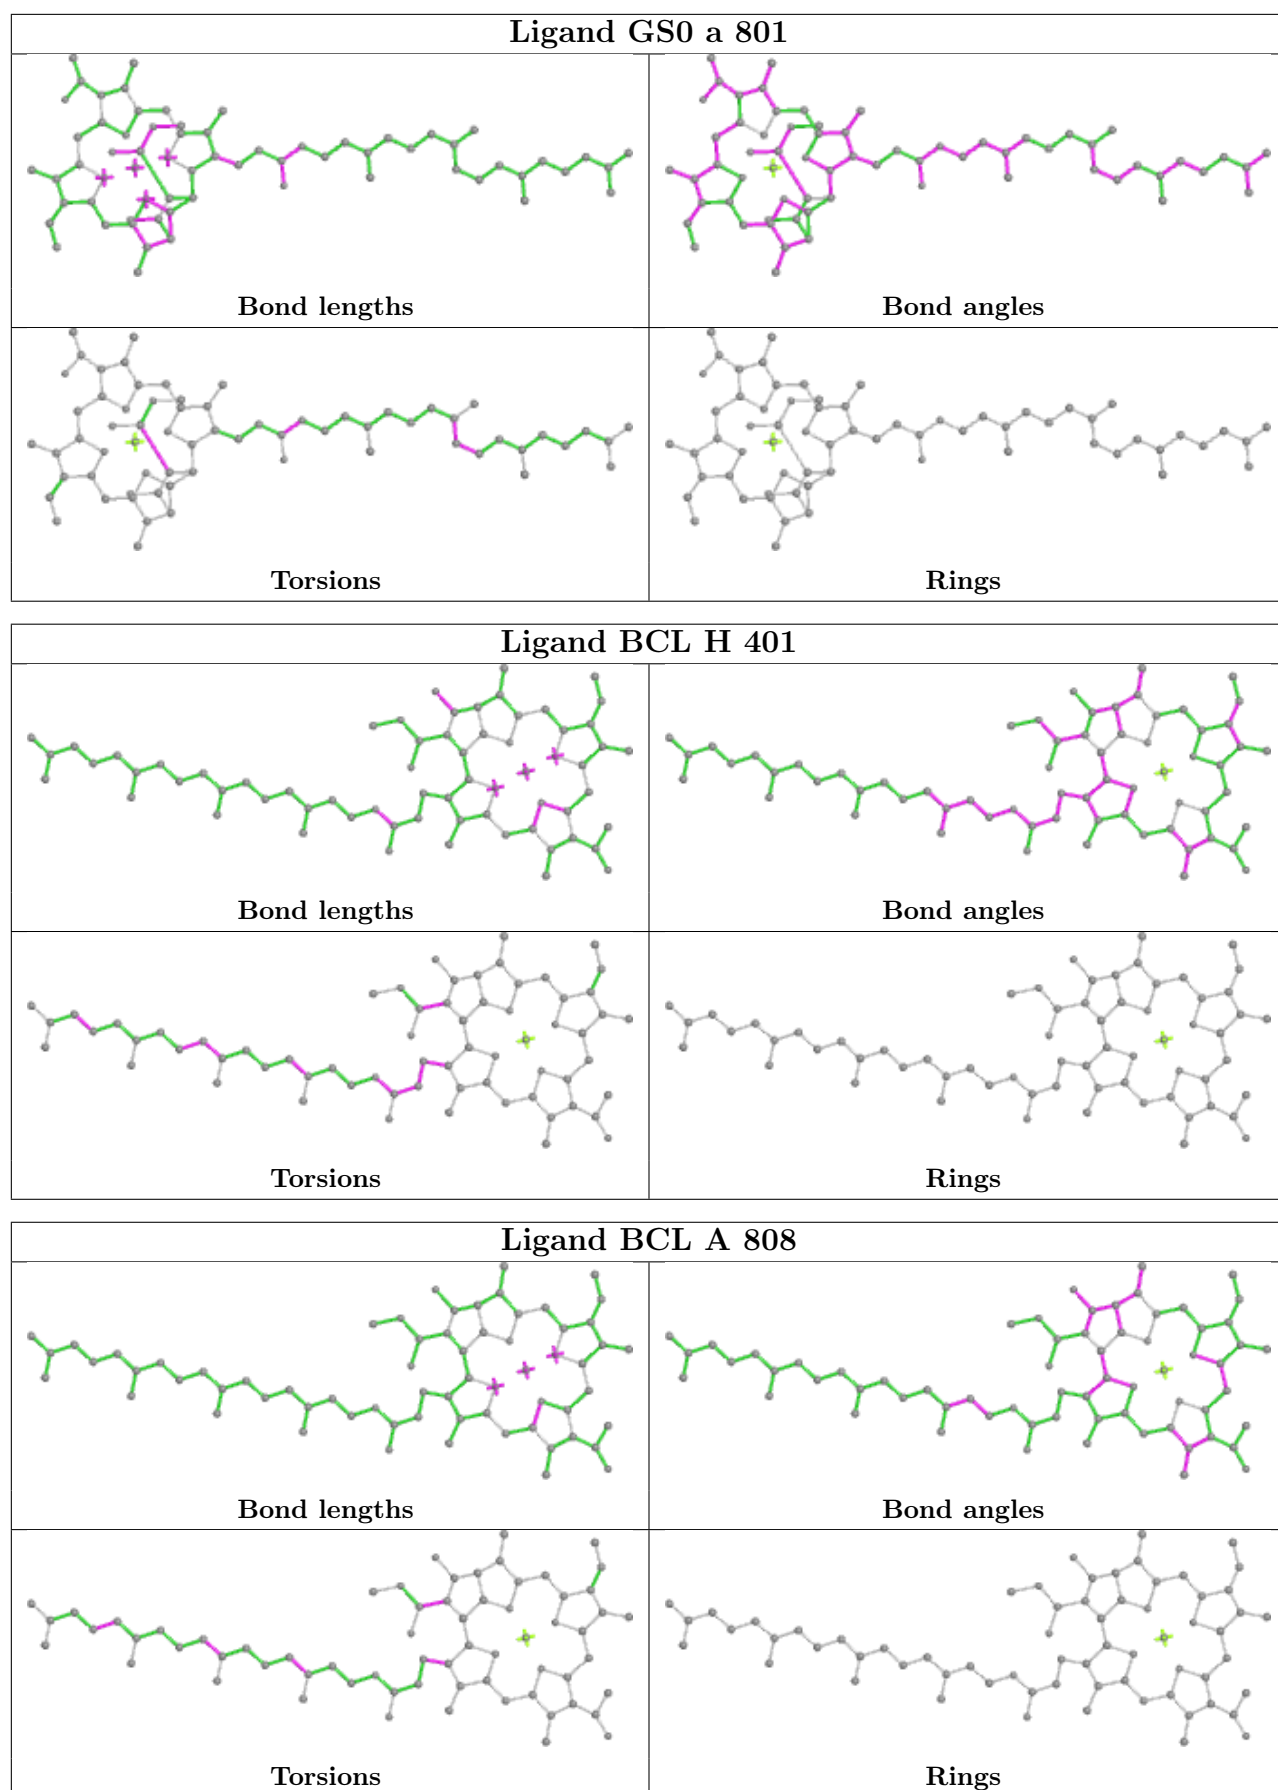 Ligand GS0 a 801
Bond lengths
Bond angles
Torsions
Rings
Ligand BCL H 401
Bond lengths
Bond angles
Torsions
Rings
Ligand BCL A 808
Bond lengths
Bond angles
Torsions
Rings